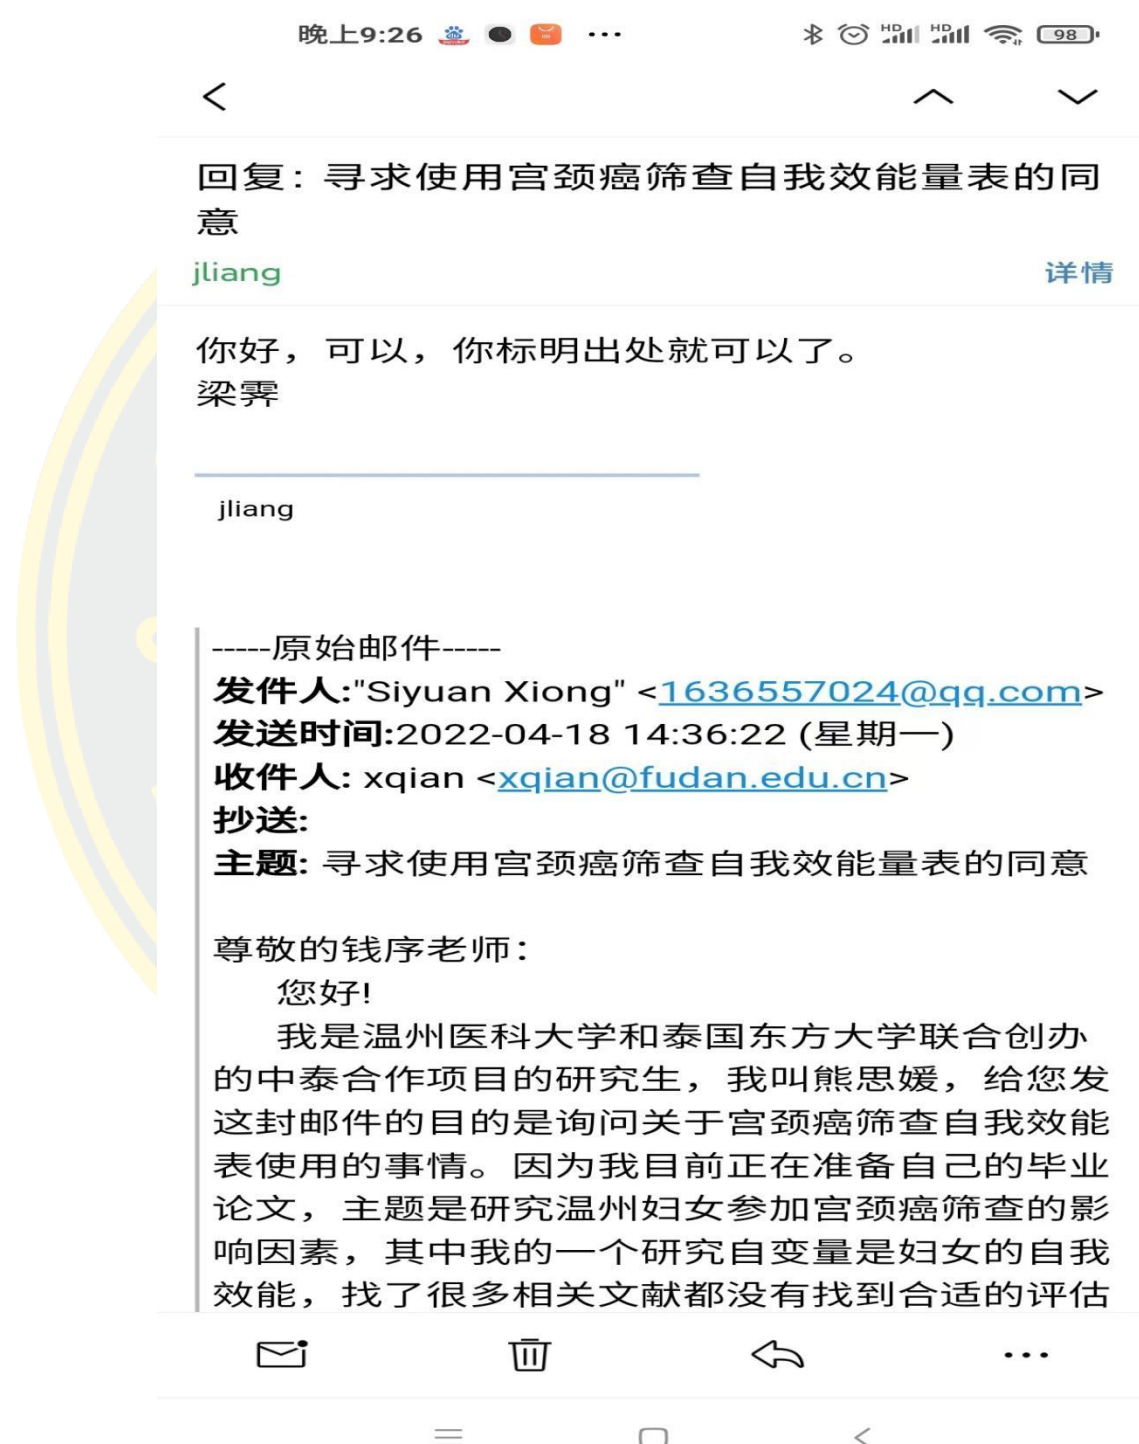 晚上9:26
HD HD 98
回复: 寻求使用宫颈癌筛查自我效能量表的同
意
jliang 详情
你好，可以，你标明出处就可以了。
梁霁
jliang
-----原始邮件-----
发件人:"Siyuan Xiong" <1636557024@qq.com>
发送时间:2022-04-18 14:36:22 (星期一)
收件人: xqian <xqian@fudan.edu.cn>
抄送:
主题: 寻求使用宫颈癌筛查自我效能量表的同意
尊敬的钱序老师：
您好!
我是温州医科大学和泰国东方大学联合创办
的中泰合作项目的研究生，我叫熊思媛，给您发
这封邮件的目的是询问关于宫颈癌筛查自我效能
表使用的事情。因为我目前正在准备自己的毕业
论文，主题是研究温州妇女参加宫颈癌筛查的影
响因素，其中我的一个研究自变量是妇女的自我
效能，找了很多相关文献都没有找到合适的评估